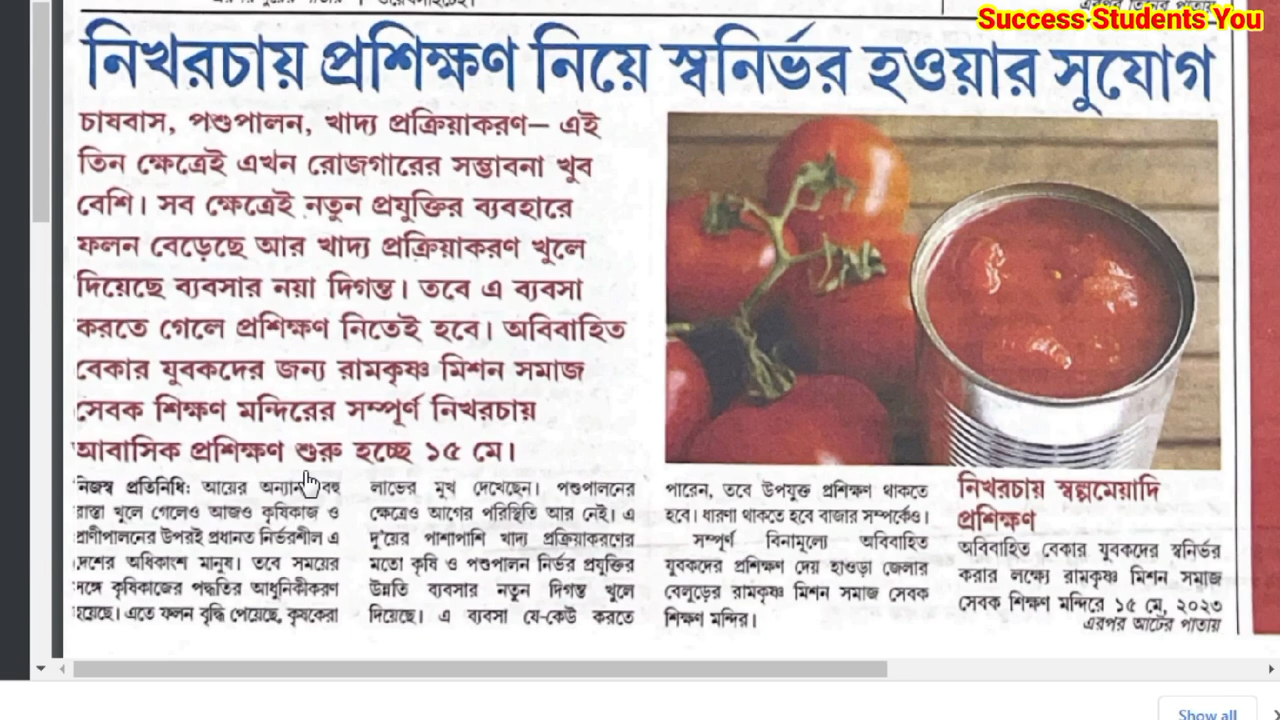 Success Students You
নিখরচায় প্রশিক্ষণ নিয়ে স্বনির্ভর হওয়ার সুযোগ
চাষবাস, পশুপালন, খাদ্য প্রক্রিয়াকরণ— এই
তিন ক্ষেত্রেই এখন রোজগারের সম্ভাবনা খুব
বেশি। সব ক্ষেত্রেই নতুন প্রযুক্তির ব্যবহারে
ফলন বেড়েছে আর খাদ্য প্রক্রিয়াকরণ খুলে
দিয়েছে ব্যবসার নয়া দিগন্ত। তবে এ ব্যবসা
করতে গেলে প্রশিক্ষণ নিতেই হবে। অবিবাহিত
বেকার যুবকদের জন্য রামকৃষ্ণ মিশন সমাজ
সেবক শিক্ষণ মন্দিরের সম্পূর্ণ নিখরচায়
আবাসিক প্রশিক্ষণ শুরু হচ্ছে ১৫ মে।
নিজস্ব প্রতিনিধি: আয়ের
রাস্তা খুলে গেলেও আজও কৃষিকাজ ও
প্রাণীপালনের উপরই প্রধানত নির্ভরশীল এ
দেশের অধিকাংশ মানুষ। তবে সময়ের
সঙ্গে কৃষিকাজের পদ্ধতির আধুনিকীকরণ
হয়েছে। এতে ফলন বৃদ্ধি পেয়েছে, কৃষকেরা
লাভের মুখ দেখেছেন। পশুপালনের
ক্ষেত্রেও আগের পরিস্থিতি আর নেই। এ
দু'য়ের পাশাপাশি খাদ্য প্রক্রিয়াকরণের
মতো কৃষি ও পশুপালন নির্ভর প্রযুক্তির
উন্নতি ব্যবসার নতুন দিগন্ত খুলে
দিয়েছে। এ ব্যবসা যে-কেউ করতে
পারেন, তবে উপযুক্ত প্রশিক্ষণ থাকতে
হবে। ধারণা থাকতে হবে বাজার সম্পর্কেও।
সম্পূর্ণ বিনামূল্যে অবিবাহিত
যুবকদের প্রশিক্ষণ দেয় হাওড়া জেলার
বেলুড়ের রামকৃষ্ণ মিশন সমাজ সেবক
শিক্ষণ মন্দির।
নিখরচায় স্বল্পমেয়াদি
প্রশিক্ষণ
অবিবাহিত বেকার যুবকদের স্বনির্ভর
করার লক্ষ্যে রামকৃষ্ণ মিশন সমাজ
সেবক শিক্ষণ মন্দিরে ১৫ মে, ২০২৩
এরপর আটের পাতায়
Show all